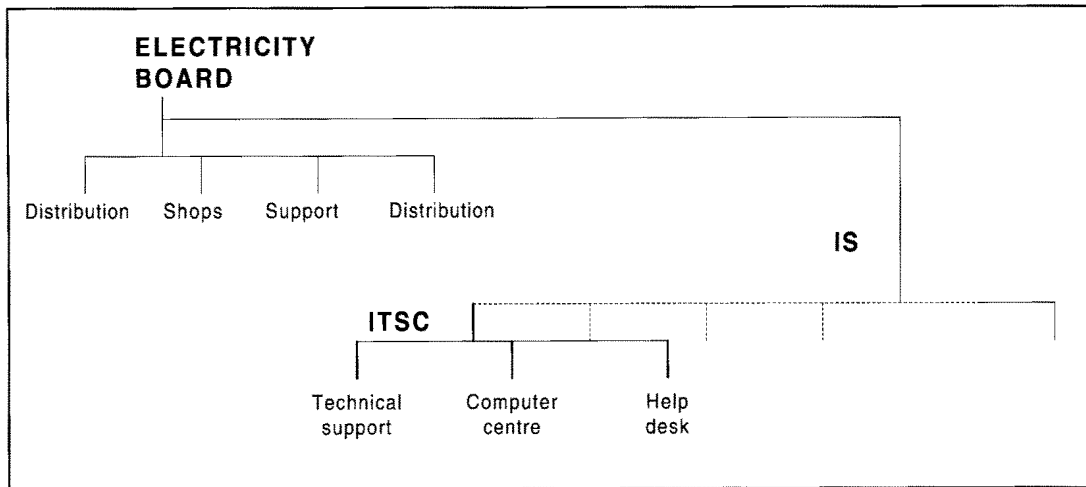 ELECTRICITY
BOARD
Distribution Shops Support Distribution
IS
ITSC
Technical
support
Computer
centre
Help
desk